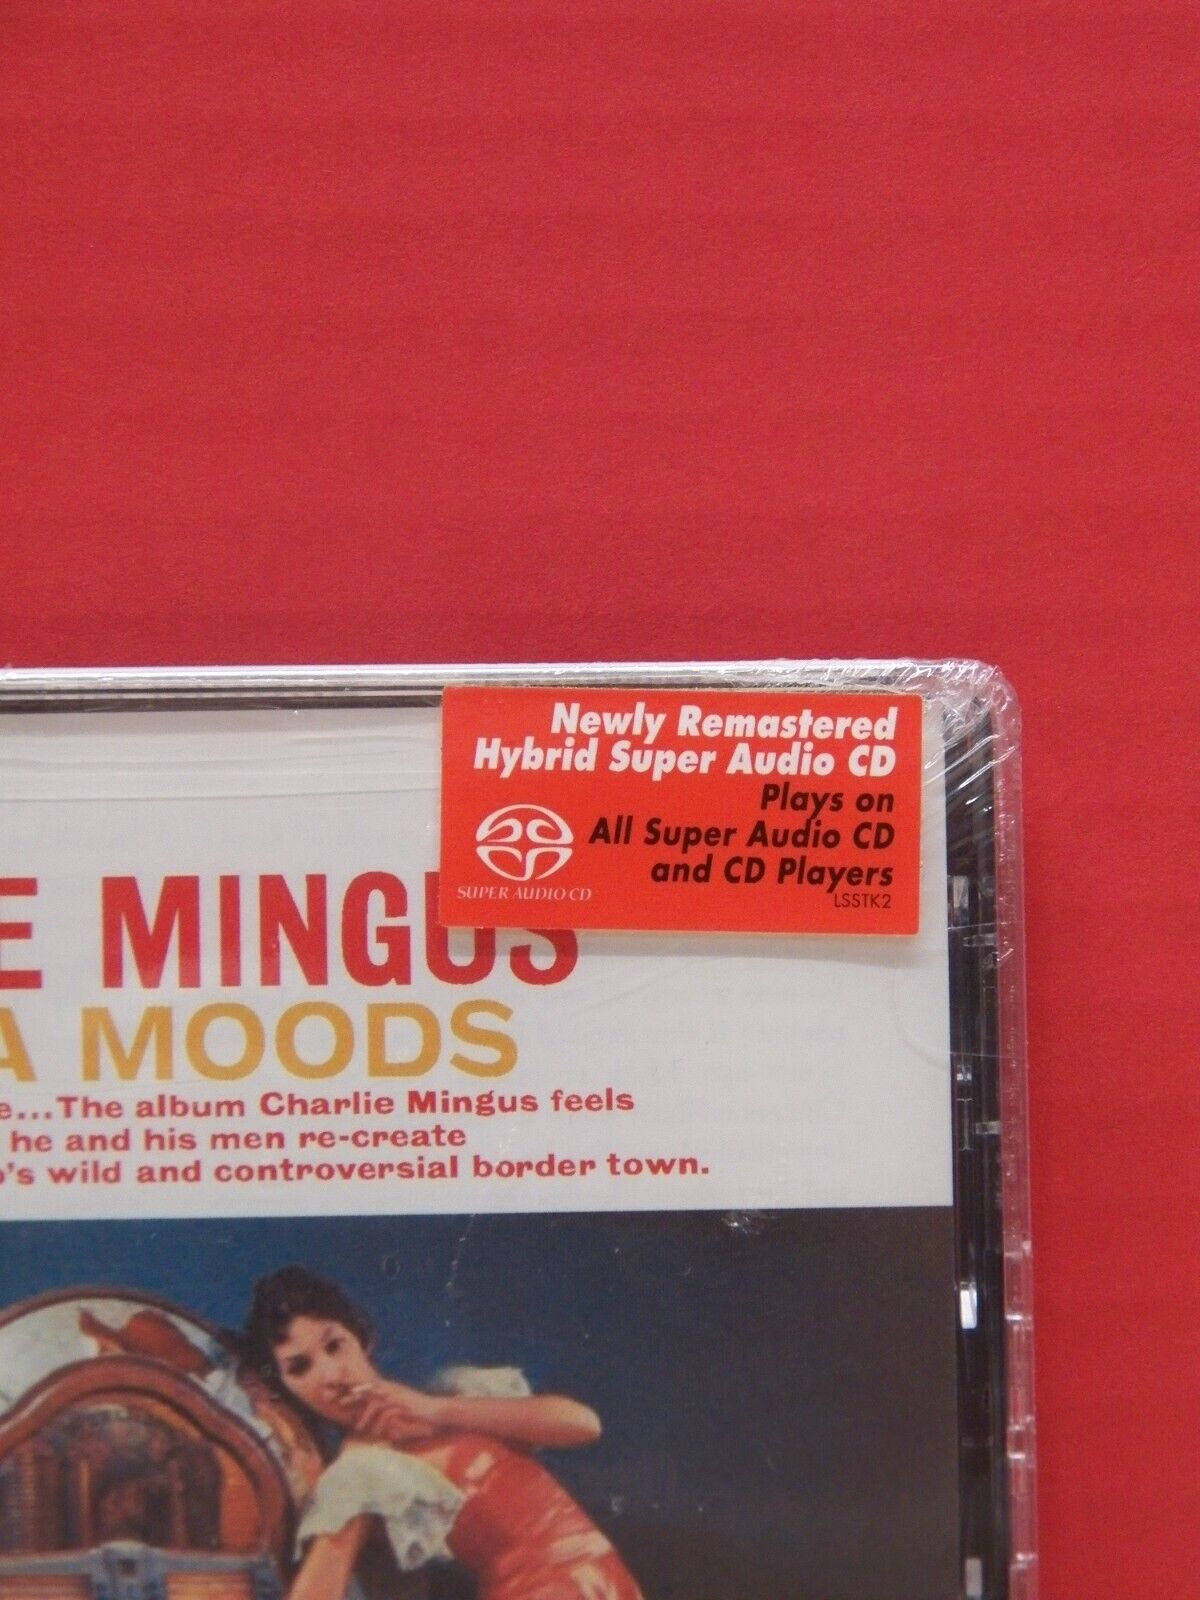 Newly Remastered
Hybrid Super Audio CD
Plays on
All Super Audio CD
and CD Players
LSSTK2
SUPER AUDIO CD
E MINGUS
A MOODS
e...The album Charlie Mingus feels
he and his men re-create
o's wild and controversial border town.